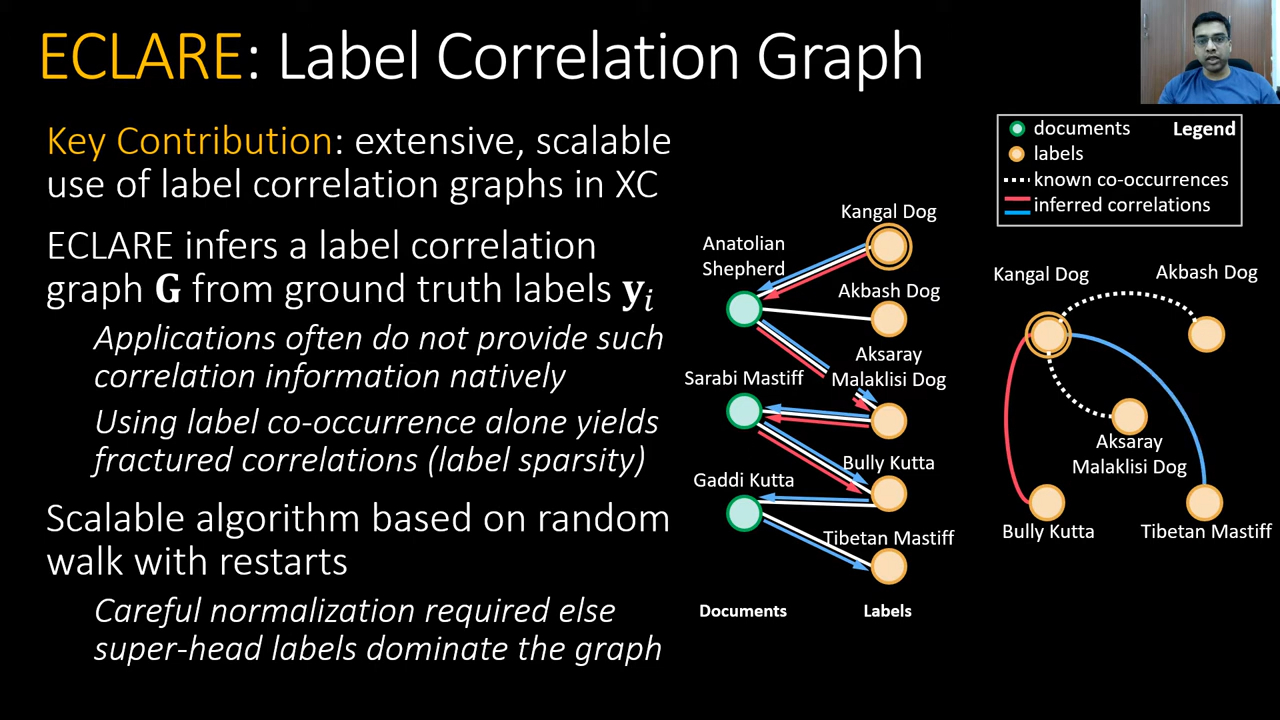 ECLARE: Label Correlation Graph
Key Contribution: extensive, scalable
use of label correlation graphs in XC
ECLARE infers a label correlation
graph G from ground truth labels yᵢ
Applications often do not provide such
correlation information natively
Using label co-occurrence alone yields
fractured correlations (label sparsity)
Scalable algorithm based on random
walk with restarts
Careful normalization required else
super-head labels dominate the graph
Kangal Dog
Anatolian
Shepherd
Akbash Dog
Aksaray
Malaklisi Dog
Sarabi Mastiff
Bully Kutta
Gaddi Kutta
Tibetan Mastiff
Documents
Labels
documents
Legend
labels
known co-occurrences
inferred correlations
Kangal Dog
Akbash Dog
Aksaray
Malaklisi Dog
Bully Kutta
Tibetan Mastiff